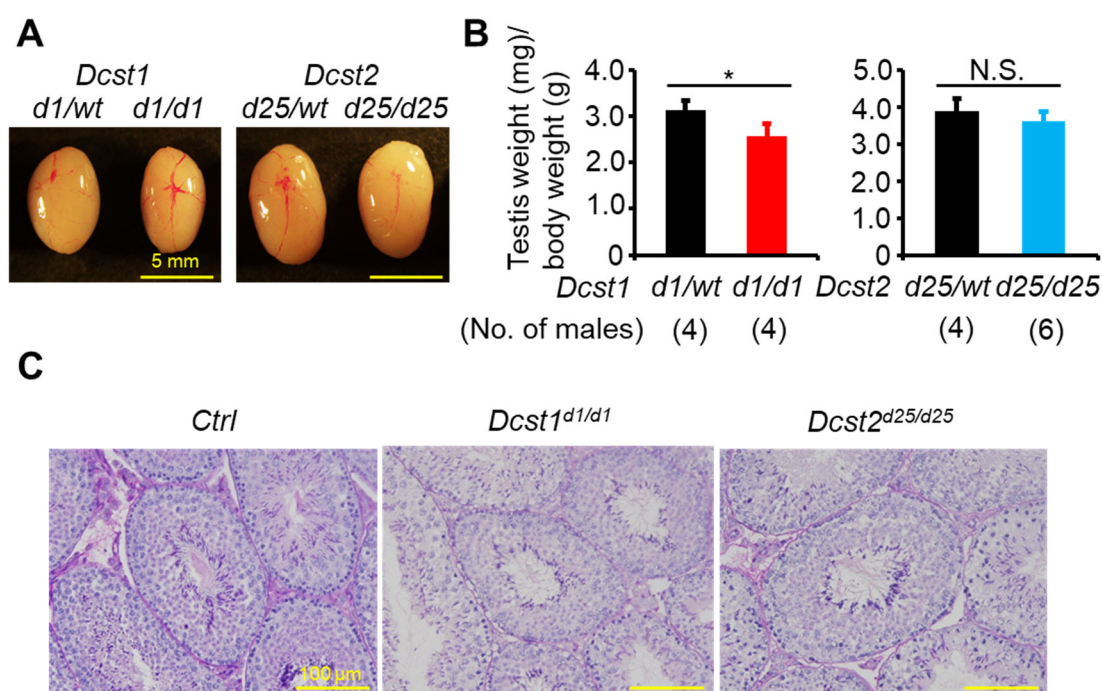 A
Dcst1 Dcst2
d1/wt d1/d1 d25/wt d25/d25
5 mm
B
Testis weight (mg)/
body weight (g)
4.0
3.0
2.0
1.0
0
*
5.0
4.0
3.0
2.0
1.0
0
N.S.
Dcst1 d1/wt d1/d1 Dcst2 d25/wt d25/d25
(No. of males) (4) (4) (4) (6)
C
Ctrl Dcst1d1/d1 Dcst2d25/d25
100 μm